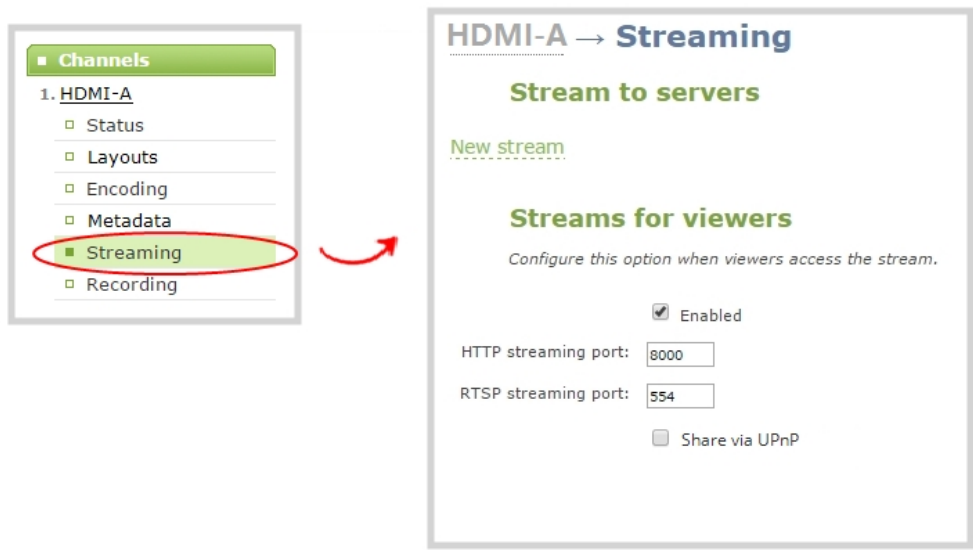 Channels
1. HDMI-A
Status
Layouts
Encoding
Metadata
Streaming
Recording
HDMI-A → Streaming
Stream to servers
New stream
Streams for viewers
Configure this option when viewers access the stream.
Enabled
HTTP streaming port: 8000
RTSP streaming port: 554
Share via UPnP